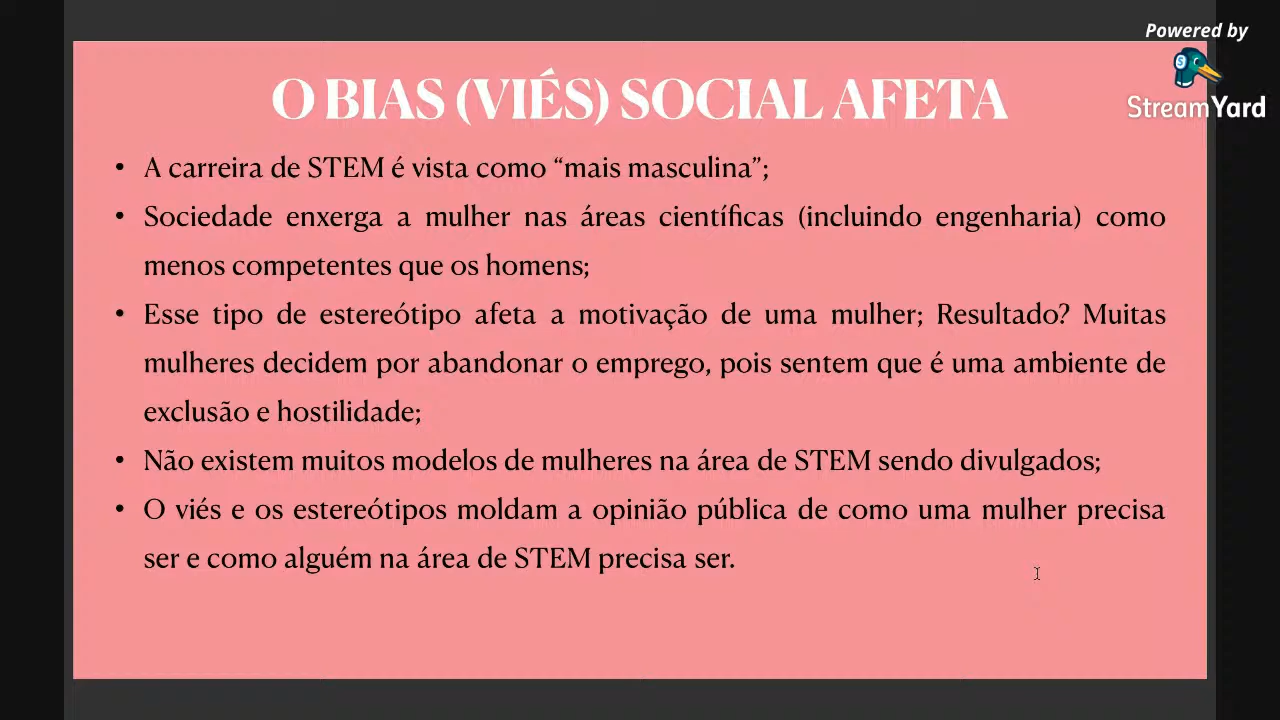 Powered by
StreamYard
O BIAS (VIÉS) SOCIAL AFETA
• A carreira de STEM é vista como “mais masculina”;
• Sociedade enxerga a mulher nas áreas científicas (incluindo engenharia) como
menos competentes que os homens;
• Esse tipo de estereótipo afeta a motivação de uma mulher; Resultado? Muitas
mulheres decidem por abandonar o emprego, pois sentem que é uma ambiente de
exclusão e hostilidade;
• Não existem muitos modelos de mulheres na área de STEM sendo divulgados;
• O viés e os estereótipos moldam a opinião pública de como uma mulher precisa
ser e como alguém na área de STEM precisa ser.